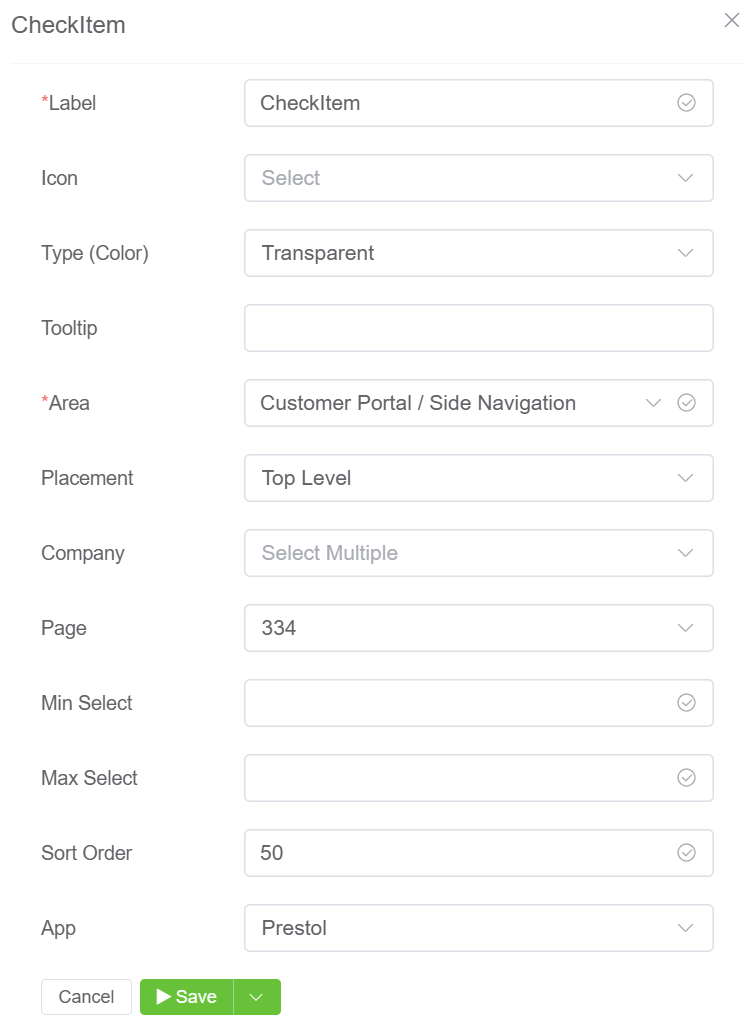 CheckItem
*Label CheckItem
Icon Select
Type (Color) Transparent
Tooltip
*Area Customer Portal / Side Navigation
Placement Top Level
Company Select Multiple
Page 334
Min Select
Max Select
Sort Order 50
App Prestol
Cancel Save